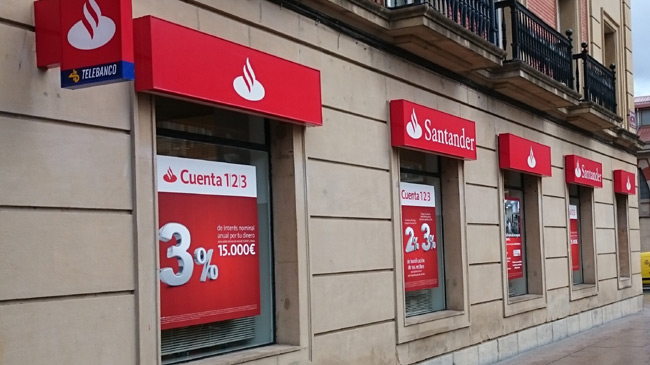 TELEBANCO
Cuenta 1|2|3
3%
de interés nominal
anual por tu dinero
15.000€
Santander
Cuenta 1|2|3
2% 3%
Santander